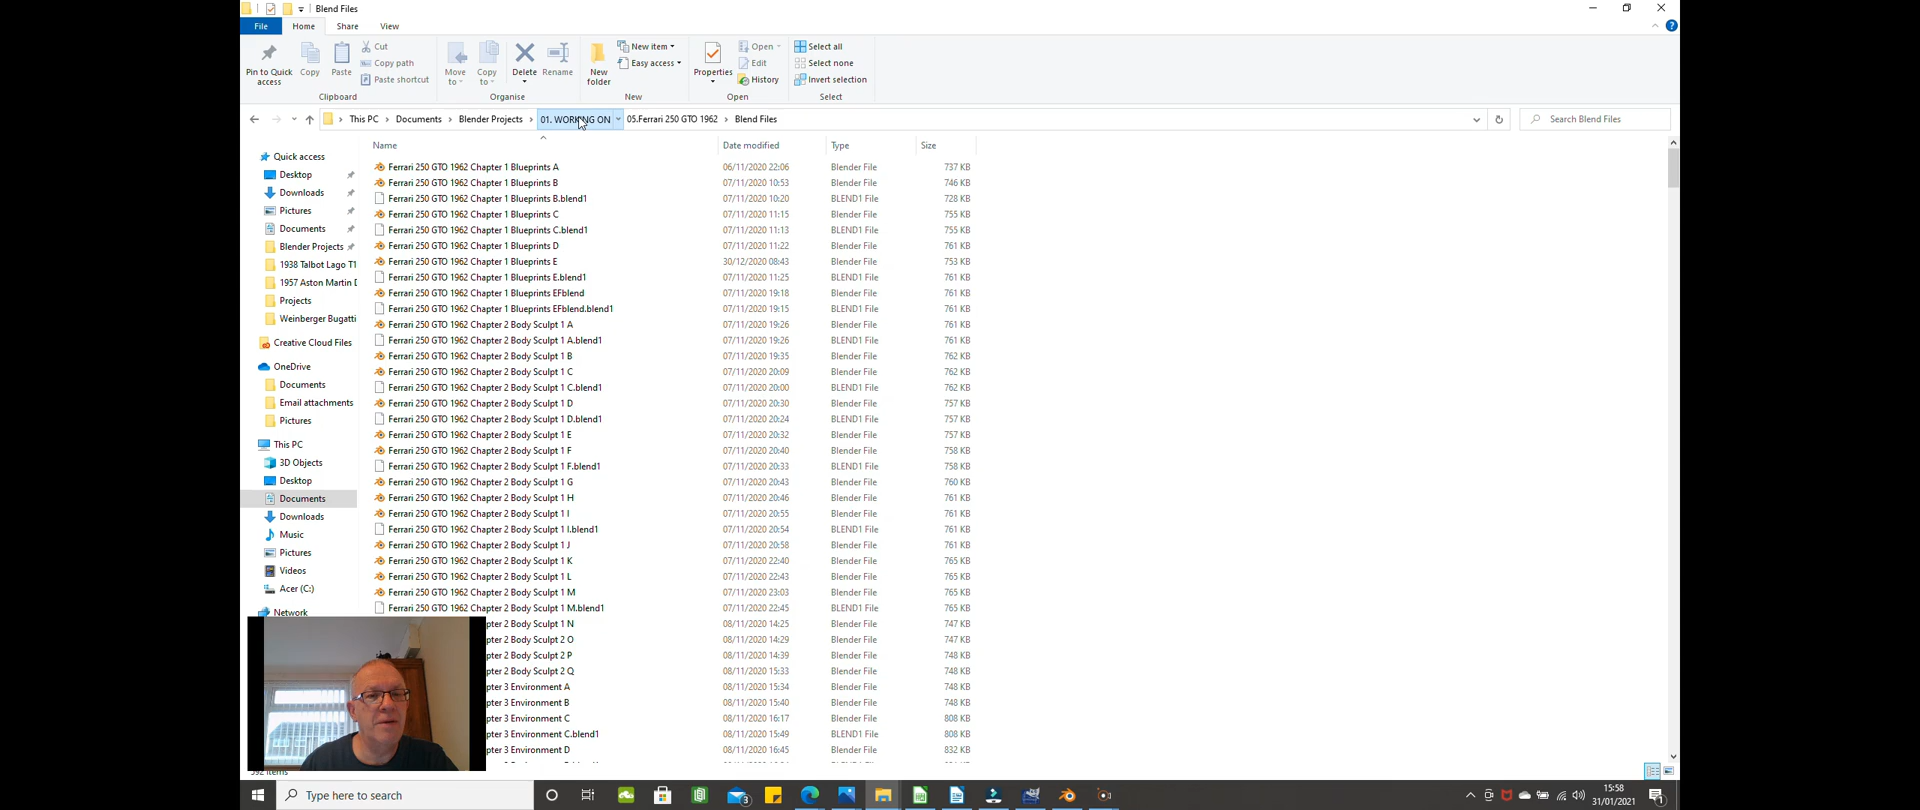 Blend Files
File Home Share View
Pin to Quick access
Copy
Paste
Cut
Copy path
Paste shortcut
Clipboard
Move to
Copy to
Delete
Rename
Organise
New folder
New item
Easy access
New
Properties
Open
Edit
History
Open
Select all
Select none
Invert selection
Select
This PC > Documents > Blender Projects > 01. WORKING ON 05.Ferrari 250 GTO 1962 > Blend Files
Search Blend Files
Quick access
Desktop
Downloads
Pictures
Documents
Blender Projects
1938 Talbot Lago T1
1957 Aston Martin
Projects
Weinberger Bugatti
Creative Cloud Files
OneDrive
Documents
Email attachments
Pictures
This PC
3D Objects
Desktop
Documents
Downloads
Music
Pictures
Videos
Acer (C:)
Network
Name Date modified Type Size
Ferrari 250 GTO 1962 Chapter 1 Blueprints A 06/11/2020 22:06 Blender File 737 KB
Ferrari 250 GTO 1962 Chapter 1 Blueprints B 07/11/2020 10:53 Blender File 746 KB
Ferrari 250 GTO 1962 Chapter 1 Blueprints B.blend1 07/11/2020 10:20 BLEND1 File 728 KB
Ferrari 250 GTO 1962 Chapter 1 Blueprints C 07/11/2020 11:15 Blender File 755 KB
Ferrari 250 GTO 1962 Chapter 1 Blueprints C.blend1 07/11/2020 11:13 BLEND1 File 755 KB
Ferrari 250 GTO 1962 Chapter 1 Blueprints D 07/11/2020 11:22 Blender File 761 KB
Ferrari 250 GTO 1962 Chapter 1 Blueprints E 30/12/2020 08:43 Blender File 753 KB
Ferrari 250 GTO 1962 Chapter 1 Blueprints E.blend1 07/11/2020 11:25 BLEND1 File 761 KB
Ferrari 250 GTO 1962 Chapter 1 Blueprints EFblend 07/11/2020 19:18 Blender File 761 KB
Ferrari 250 GTO 1962 Chapter 1 Blueprints EFblend.blend1 07/11/2020 19:15 BLEND1 File 761 KB
Ferrari 250 GTO 1962 Chapter 2 Body Sculpt 1 A 07/11/2020 19:26 Blender File 761 KB
Ferrari 250 GTO 1962 Chapter 2 Body Sculpt 1 A.blend1 07/11/2020 19:26 BLEND1 File 761 KB
Ferrari 250 GTO 1962 Chapter 2 Body Sculpt 1 B 07/11/2020 19:35 Blender File 762 KB
Ferrari 250 GTO 1962 Chapter 2 Body Sculpt 1 C 07/11/2020 20:09 Blender File 762 KB
Ferrari 250 GTO 1962 Chapter 2 Body Sculpt 1 C.blend1 07/11/2020 20:00 BLEND1 File 762 KB
Ferrari 250 GTO 1962 Chapter 2 Body Sculpt 1 D 07/11/2020 20:30 Blender File 757 KB
Ferrari 250 GTO 1962 Chapter 2 Body Sculpt 1 D.blend1 07/11/2020 20:24 BLEND1 File 757 KB
Ferrari 250 GTO 1962 Chapter 2 Body Sculpt 1 E 07/11/2020 20:32 Blender File 757 KB
Ferrari 250 GTO 1962 Chapter 2 Body Sculpt 1 F 07/11/2020 20:40 Blender File 758 KB
Ferrari 250 GTO 1962 Chapter 2 Body Sculpt 1 F.blend1 07/11/2020 20:33 BLEND1 File 758 KB
Ferrari 250 GTO 1962 Chapter 2 Body Sculpt 1 G 07/11/2020 20:43 Blender File 760 KB
Ferrari 250 GTO 1962 Chapter 2 Body Sculpt 1 H 07/11/2020 20:46 Blender File 761 KB
Ferrari 250 GTO 1962 Chapter 2 Body Sculpt 1 I 07/11/2020 20:55 Blender File 761 KB
Ferrari 250 GTO 1962 Chapter 2 Body Sculpt 1 I.blend1 07/11/2020 20:54 BLEND1 File 761 KB
Ferrari 250 GTO 1962 Chapter 2 Body Sculpt 1 J 07/11/2020 20:58 Blender File 761 KB
Ferrari 250 GTO 1962 Chapter 2 Body Sculpt 1 K 07/11/2020 22:40 Blender File 765 KB
Ferrari 250 GTO 1962 Chapter 2 Body Sculpt 1 L 07/11/2020 22:43 Blender File 765 KB
Ferrari 250 GTO 1962 Chapter 2 Body Sculpt 1 M 07/11/2020 23:03 Blender File 765 KB
Ferrari 250 GTO 1962 Chapter 2 Body Sculpt 1 M.blend1 07/11/2020 22:45 BLEND1 File 765 KB
pter 2 Body Sculpt 1 N 08/11/2020 14:25 Blender File 747 KB
pter 2 Body Sculpt 2 O 08/11/2020 14:29 Blender File 747 KB
pter 2 Body Sculpt 2 P 08/11/2020 14:39 Blender File 748 KB
pter 2 Body Sculpt 2 Q 08/11/2020 15:33 Blender File 748 KB
pter 3 Environment A 08/11/2020 15:34 Blender File 748 KB
pter 3 Environment B 08/11/2020 15:40 Blender File 748 KB
pter 3 Environment C 08/11/2020 16:17 Blender File 808 KB
pter 3 Environment C.blend1 08/11/2020 15:49 BLEND1 File 808 KB
pter 3 Environment D 08/11/2020 16:45 Blender File 832 KB
items
Type here to search
3
15:58
31/01/2021
1